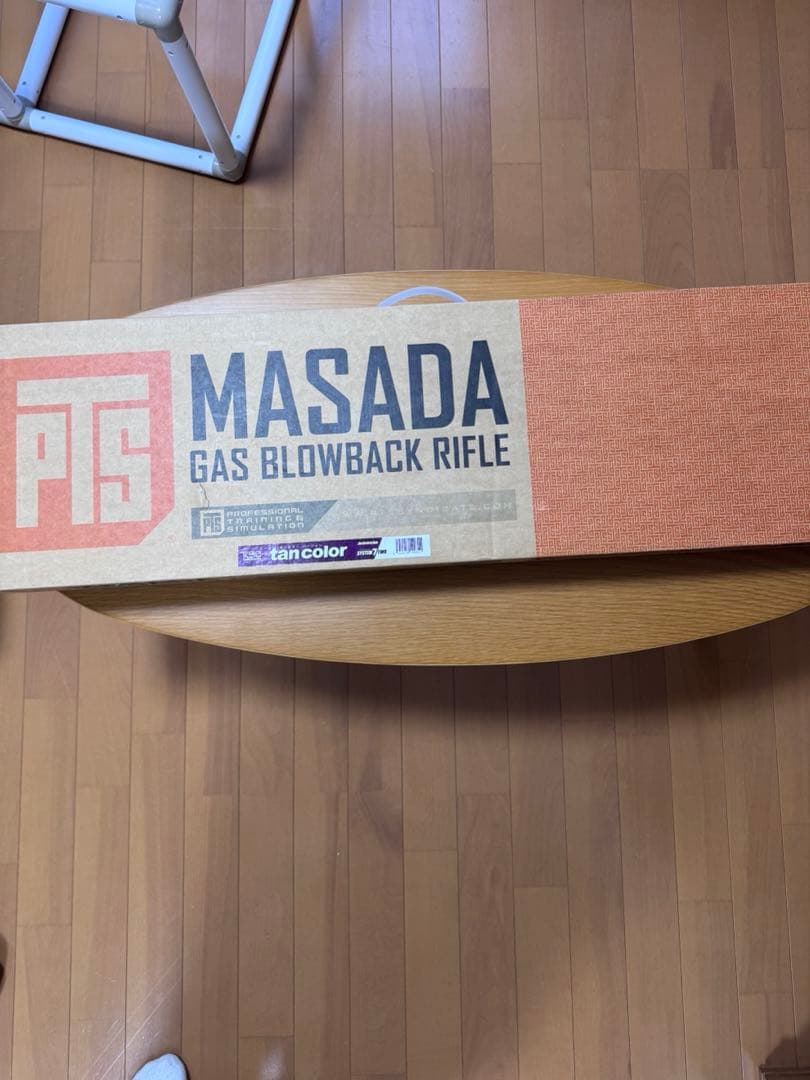 PTS
MASADA
GAS BLOWBACK RIFLE
PTS PROFESSIONAL
TRAINING &
SIMULATION
tan color
SYSTEM 7